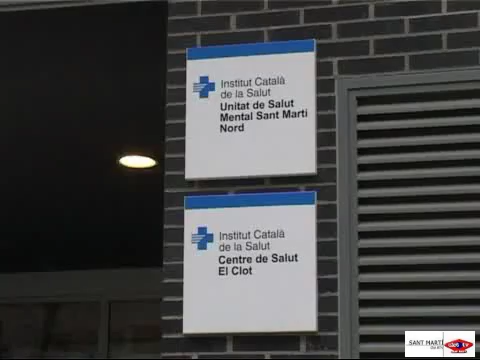 Institut Català
de la Salut
Unitat de Salut
Mental Sant Martí
Nord
Institut Català
de la Salut
Centre de Salut
El Clot
SANT MARTÍ